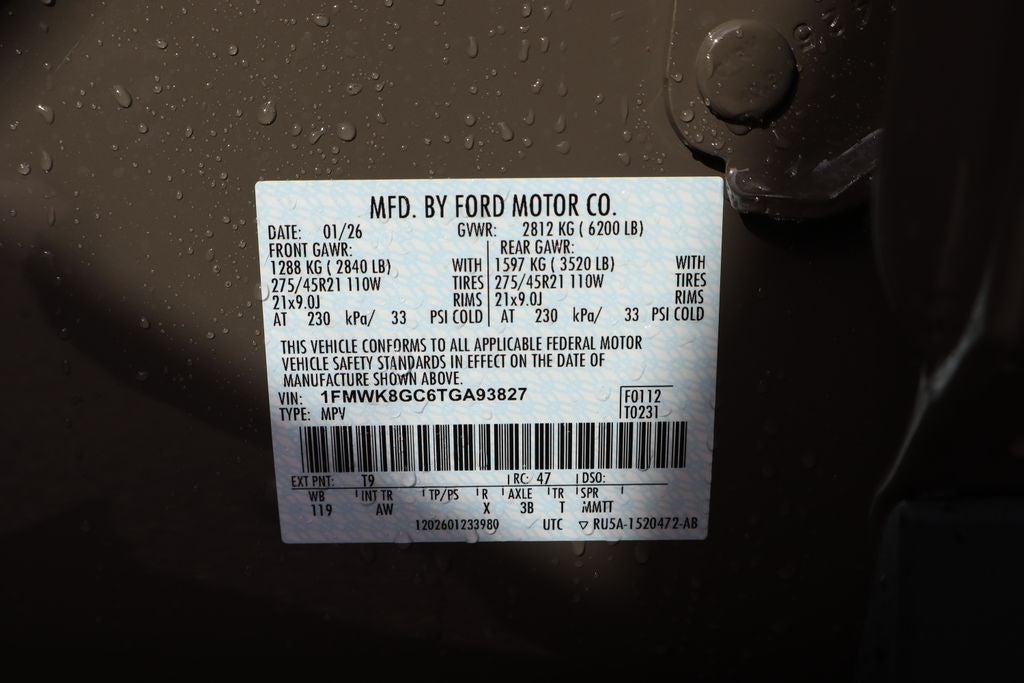 MFD. BY FORD MOTOR CO.
DATE: 01/26 GVWR: 2812 KG ( 6200 LB)
FRONT GAWR: REAR GAWR:
1288 KG ( 2840 LB) WITH 1597 KG ( 3520 LB) WITH
275/45R21 110W TIRES 275/45R21 110W TIRES
21x9.0J RIMS 21x9.0J RIMS
AT 230 kPa/ 33 PSI COLD AT 230 kPa/ 33 PSI COLD
THIS VEHICLE CONFORMS TO ALL APPLICABLE FEDERAL MOTOR
VEHICLE SAFETY STANDARDS IN EFFECT ON THE DATE OF
MANUFACTURE SHOWN ABOVE.
VIN: 1FMWK8GC6TGA93827 F0112
TYPE: MPV T0231
EXT PNT: T9 RC: 47 DSO:
WB INT TR TP/PS R AXLE TR SPR
119 AW X 3B T MMTT
1202601233980 UTC ▽ RU5A-1520472-AB